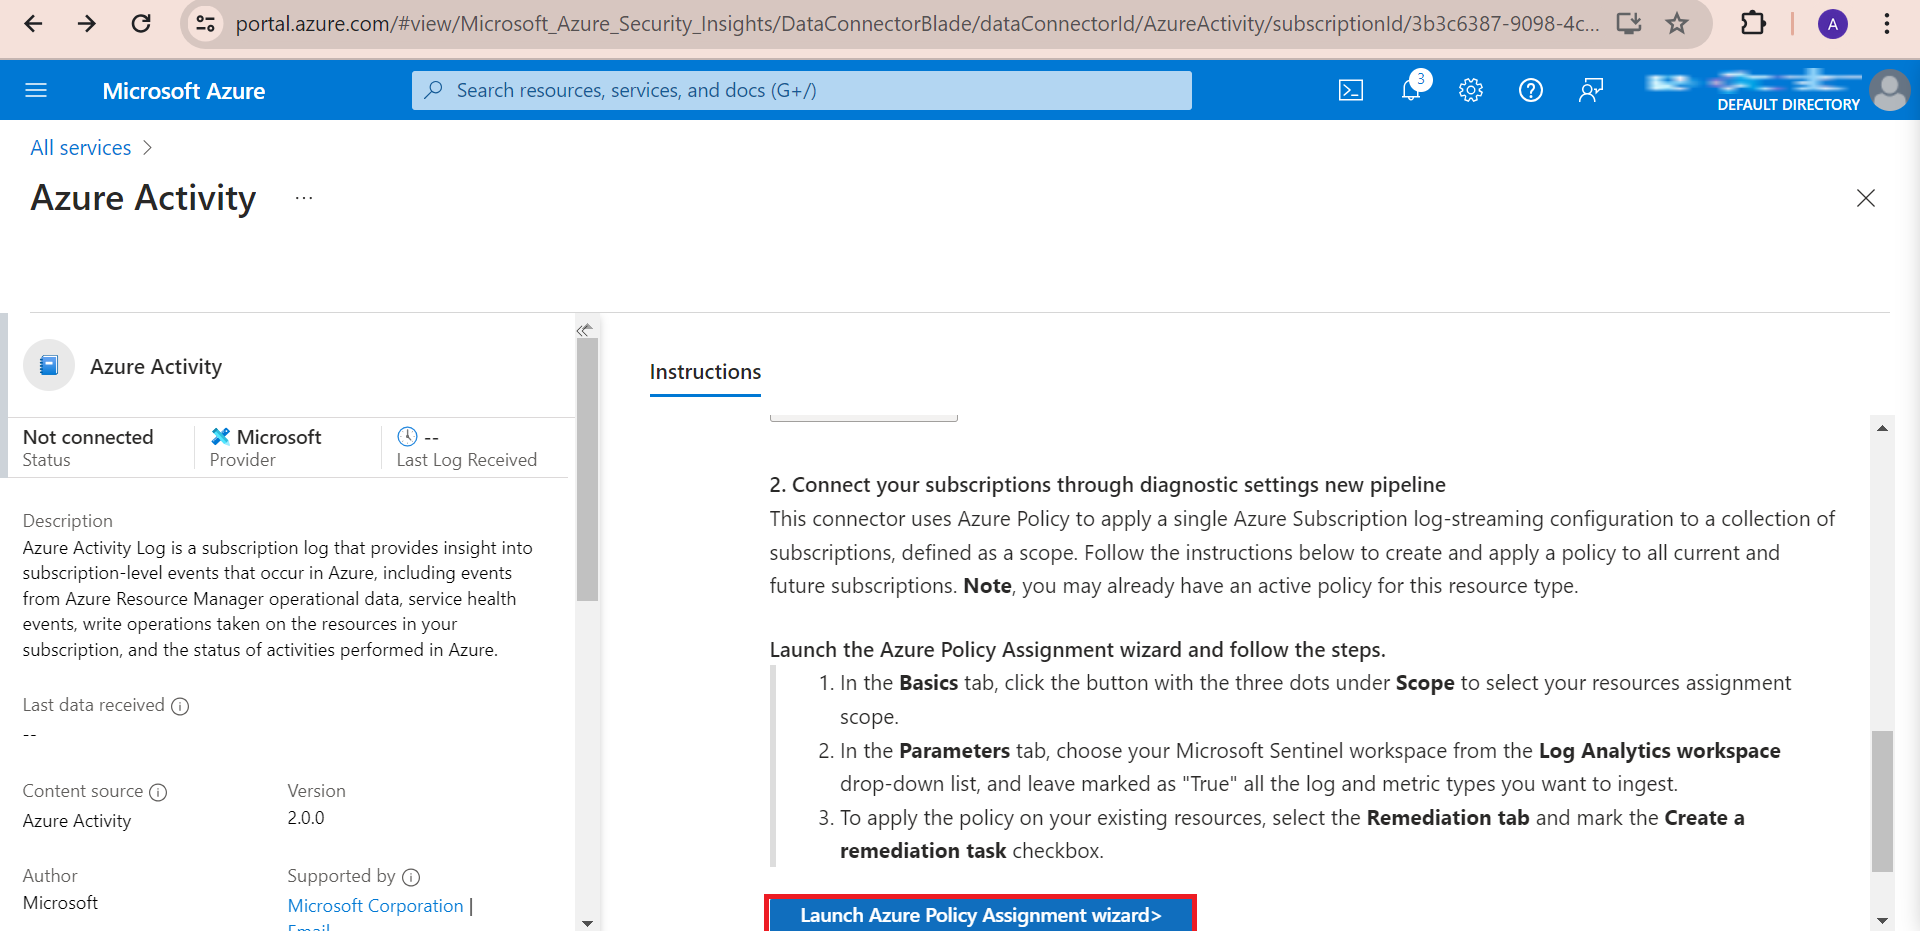 portal.azure.com/#view/Microsoft_Azure_Security_Insights/DataConnectorBlade/dataConnectorId/AzureActivity/subscriptionId/3b3c6387-9098-4c...
A
Microsoft Azure
Search resources, services, and docs (G+/)
3
DEFAULT DIRECTORY
All services >
Azure Activity ...
Azure Activity
Not connected
Status
Microsoft
Provider
--
Last Log Received
Description
Azure Activity Log is a subscription log that provides insight into
subscription-level events that occur in Azure, including events
from Azure Resource Manager operational data, service health
events, write operations taken on the resources in your
subscription, and the status of activities performed in Azure.
Last data received
--
Content source
Azure Activity
Version
2.0.0
Author
Microsoft
Supported by
Microsoft Corporation |
Email
Instructions
2. Connect your subscriptions through diagnostic settings new pipeline
This connector uses Azure Policy to apply a single Azure Subscription log-streaming configuration to a collection of
subscriptions, defined as a scope. Follow the instructions below to create and apply a policy to all current and
future subscriptions. Note, you may already have an active policy for this resource type.
Launch the Azure Policy Assignment wizard and follow the steps.
1. In the Basics tab, click the button with the three dots under Scope to select your resources assignment
scope.
2. In the Parameters tab, choose your Microsoft Sentinel workspace from the Log Analytics workspace
drop-down list, and leave marked as "True" all the log and metric types you want to ingest.
3. To apply the policy on your existing resources, select the Remediation tab and mark the Create a
remediation task checkbox.
Launch Azure Policy Assignment wizard>